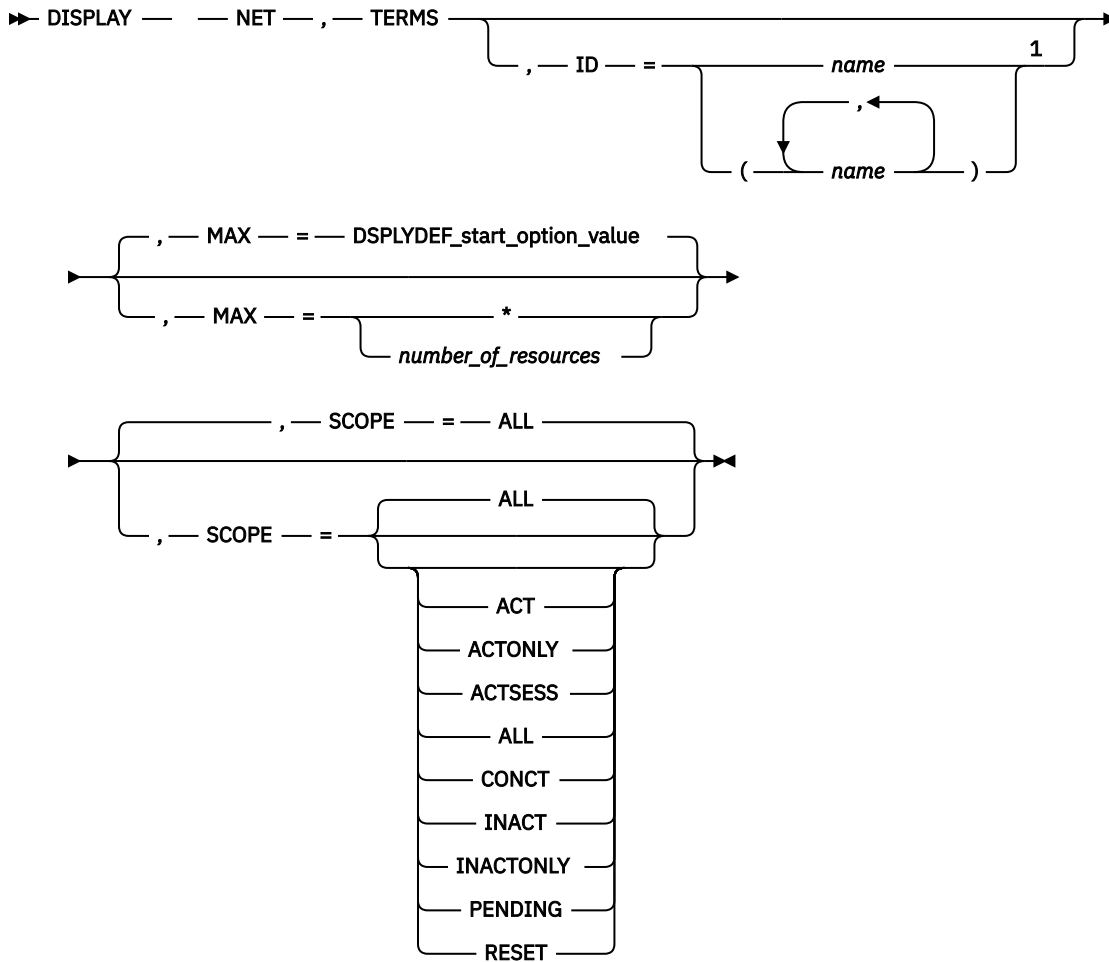 DISPLAY NET , TERMS
, ID = name 1
,
( name )
, MAX = DSPLYDEF_start_option_value
, MAX = *
number_of_resources
, SCOPE = ALL
ALL
, SCOPE =
ACT
ACTONLY
ACTSESS
ALL
CONCT
INACT
INACTONLY
PENDING
RESET